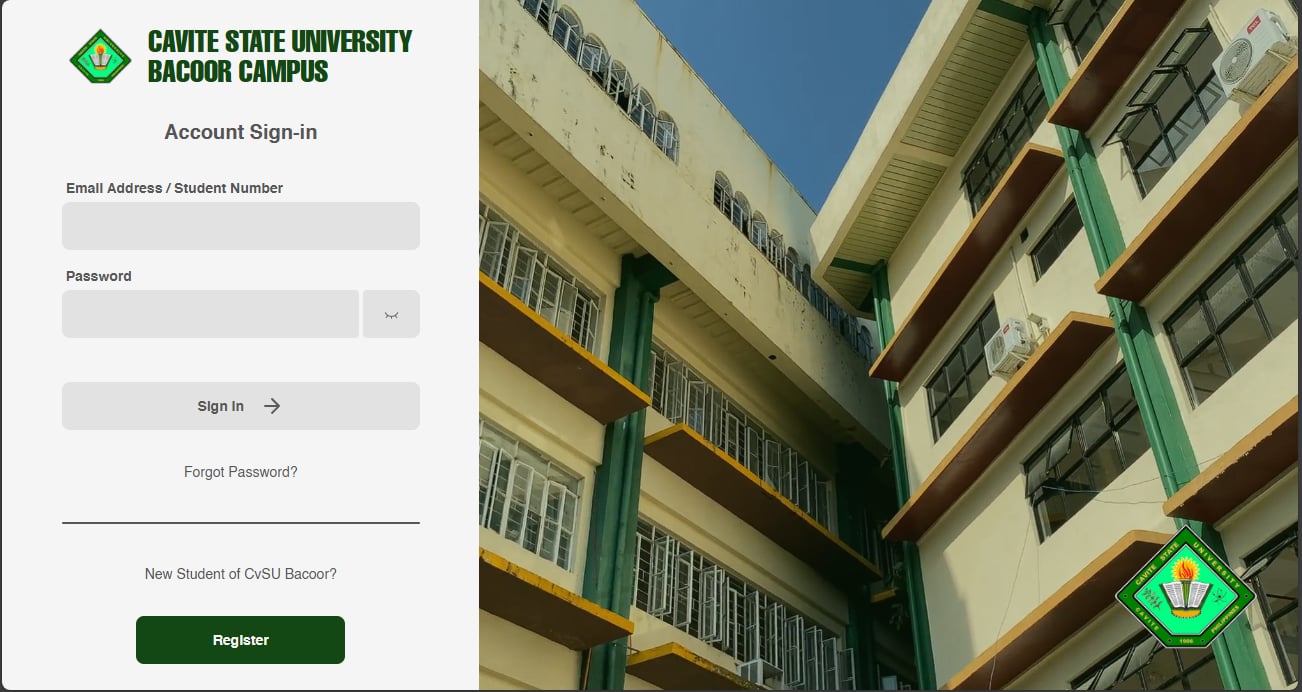 CAVITE STATE UNIVERSITY
BACOOR CAMPUS
Account Sign-in
Email Address / Student Number
Password
Sign In
Forgot Password?
New Student of CvSU Bacoor?
Register
CAVITE STATE UNIVERSITY
CAVITE 1906 PHILIPPINES